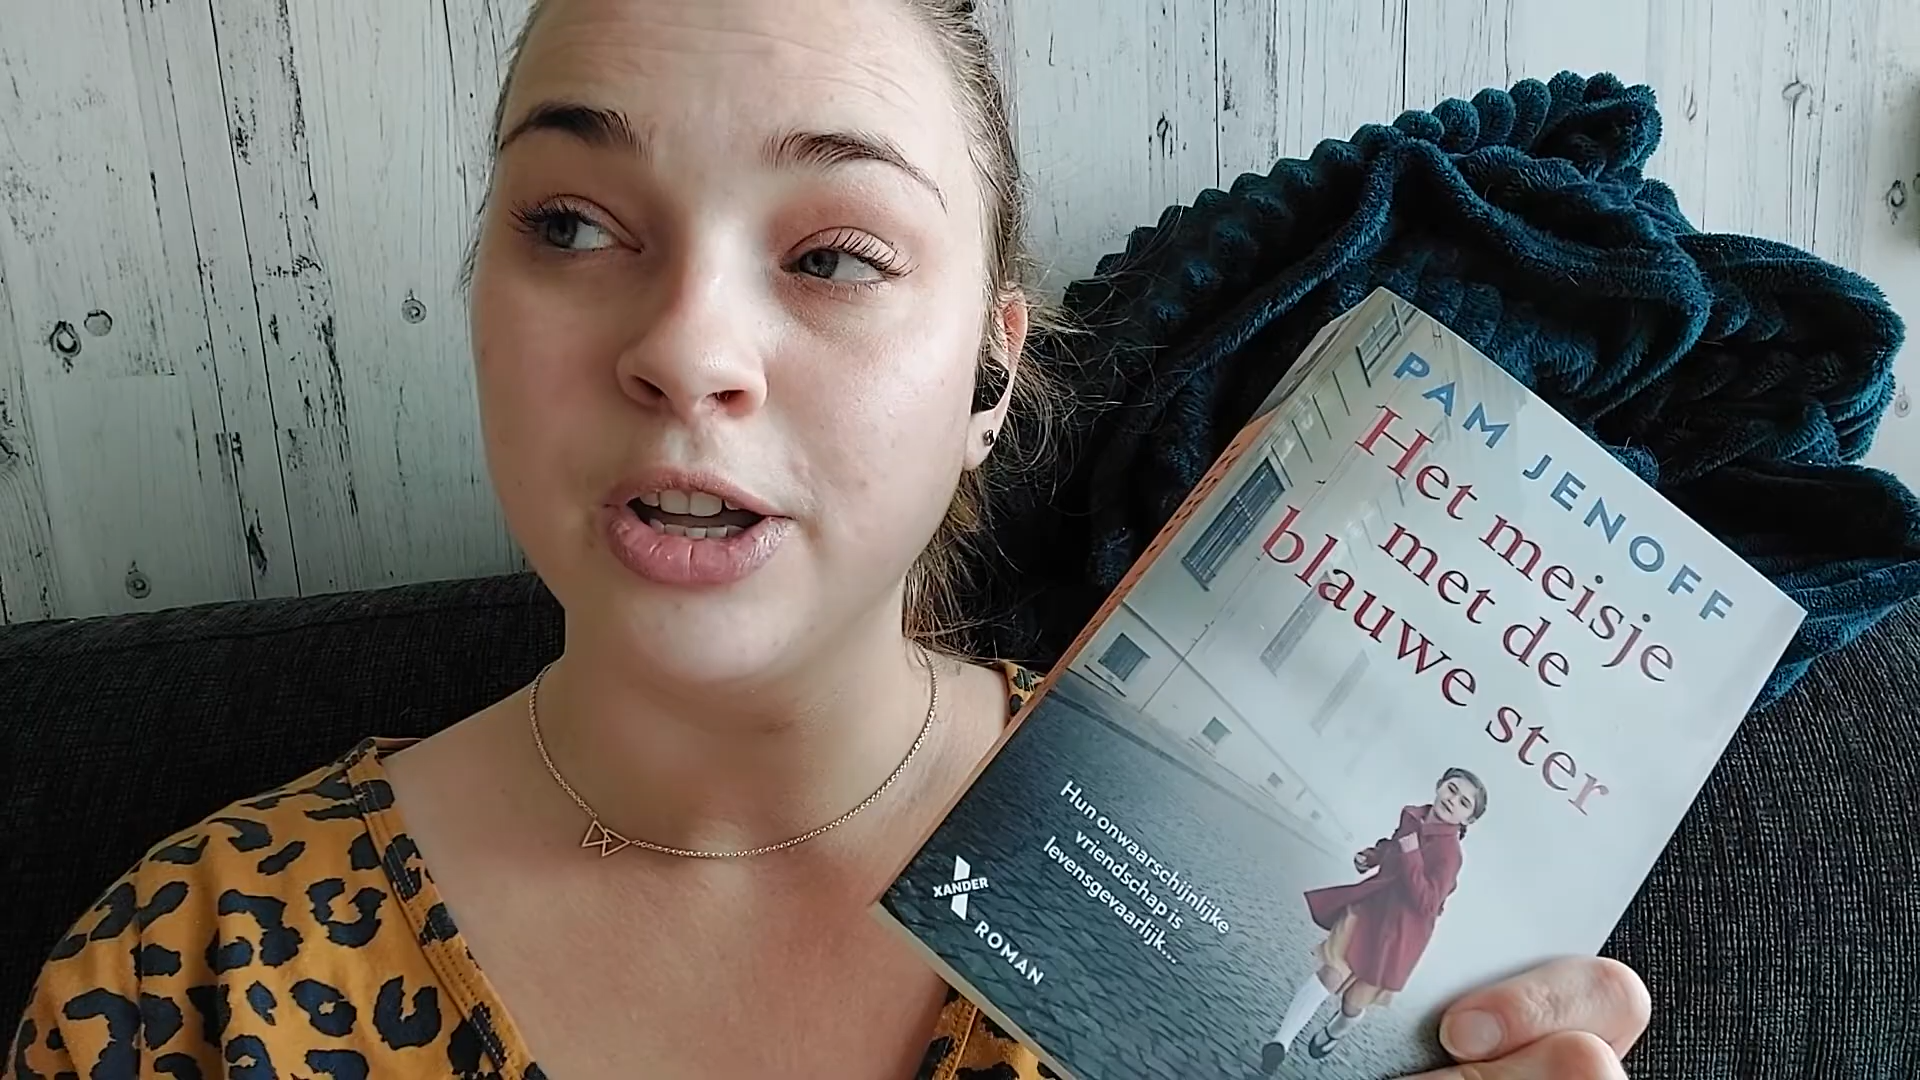 PAM JENOFF
Het meisje
met de
blauwe ster
Hun onwaarschijnlijke
vriendschap is
levensgevaarlijk...
XANDER
ROMAN